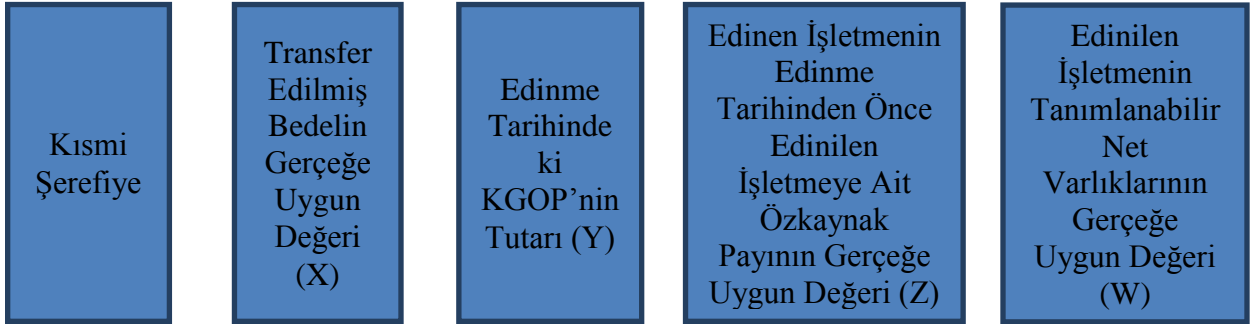 Kısmi
Şerefiye
Transfer
Edilmiş
Bedelin
Gerçeğe
Uygun
Değeri
(X)
Edinme
Tarihinde
ki
KGOP’nin
Tutarı (Y)
Edinen İşletmenin
Edinme
Tarihinden Önce
Edinilen
İşletmeye Ait
Özkaynak
Payının Gerçeğe
Uygun Değeri (Z)
Edinilen
İşletmenin
Tanımlanabilir
Net
Varlıklarının
Gerçeğe
Uygun Değeri
(W)